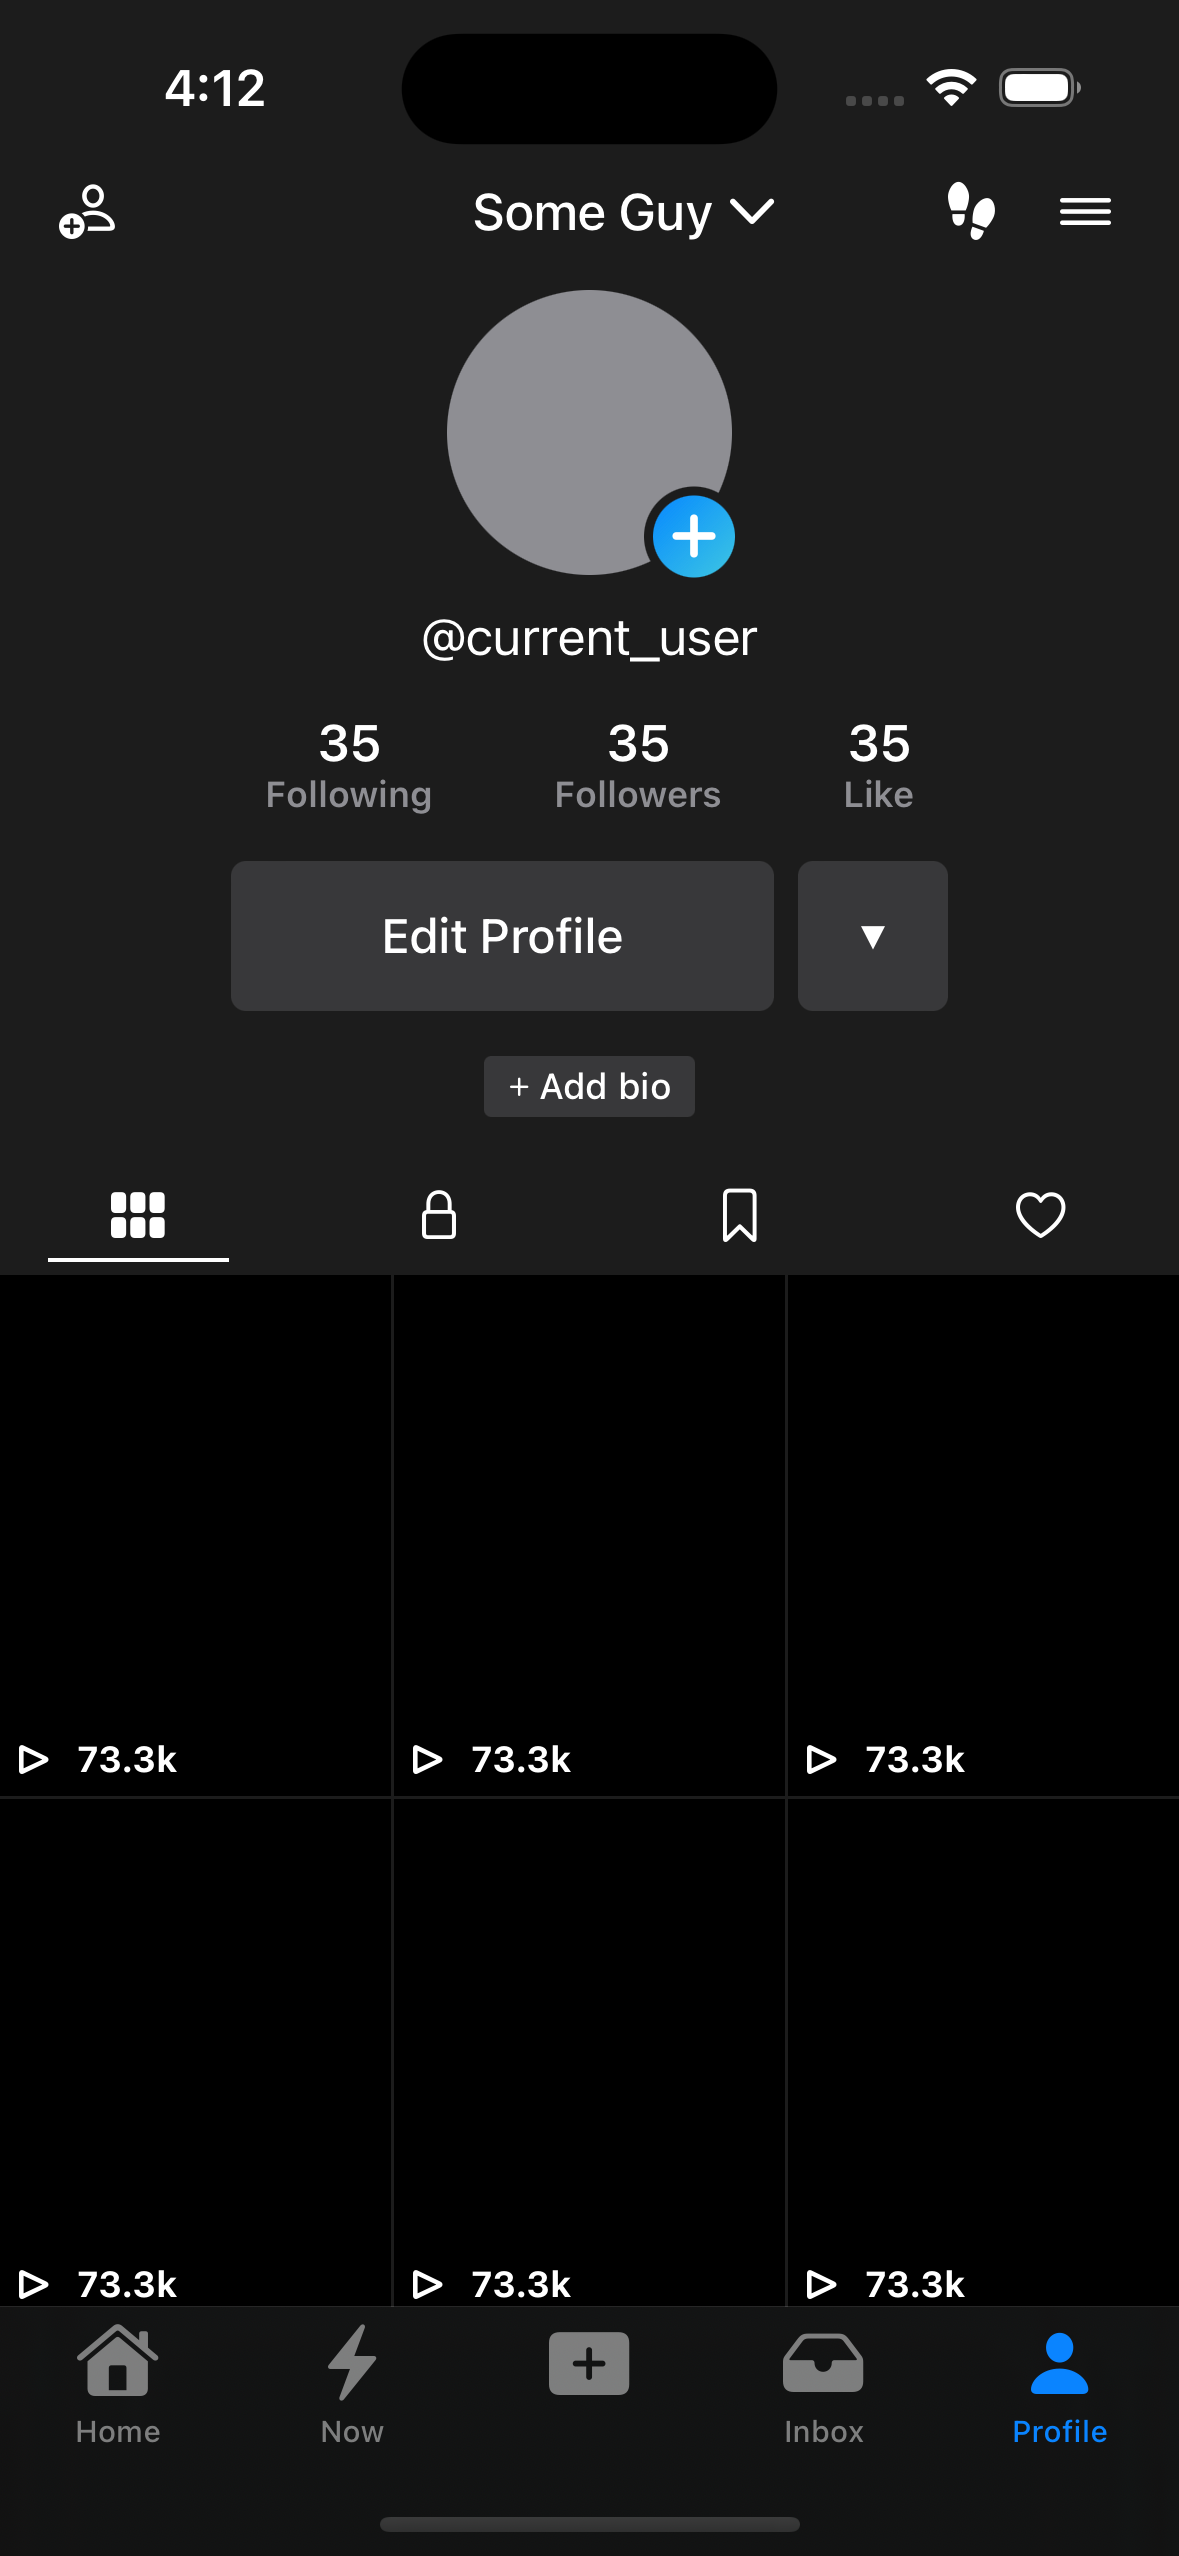 4:12
Some Guy
@current_user
35 35 35
Following Followers Like
Edit Profile
+ Add bio
73.3k 73.3k 73.3k
73.3k 73.3k 73.3k
Home Now Inbox Profile